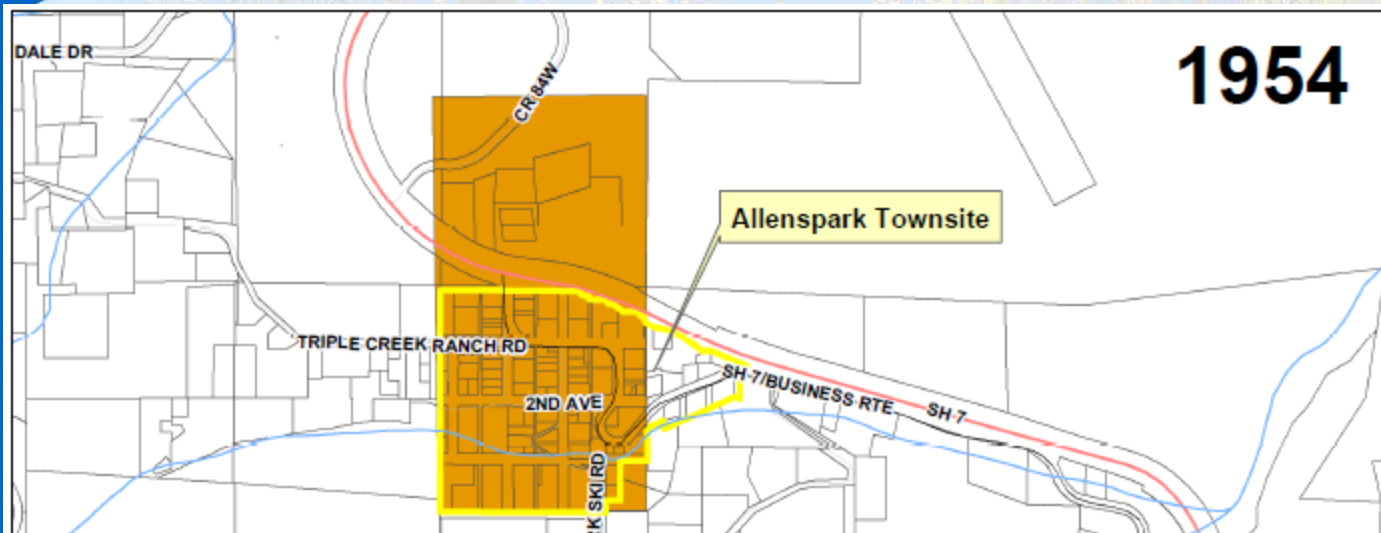 DALE DR
1954
CR 84W
Allenspark Townsite
TRIPLE CREEK RANCH RD
SH 7/BUSINESS RTE
SH 7
2ND AVE
RK SKI RD